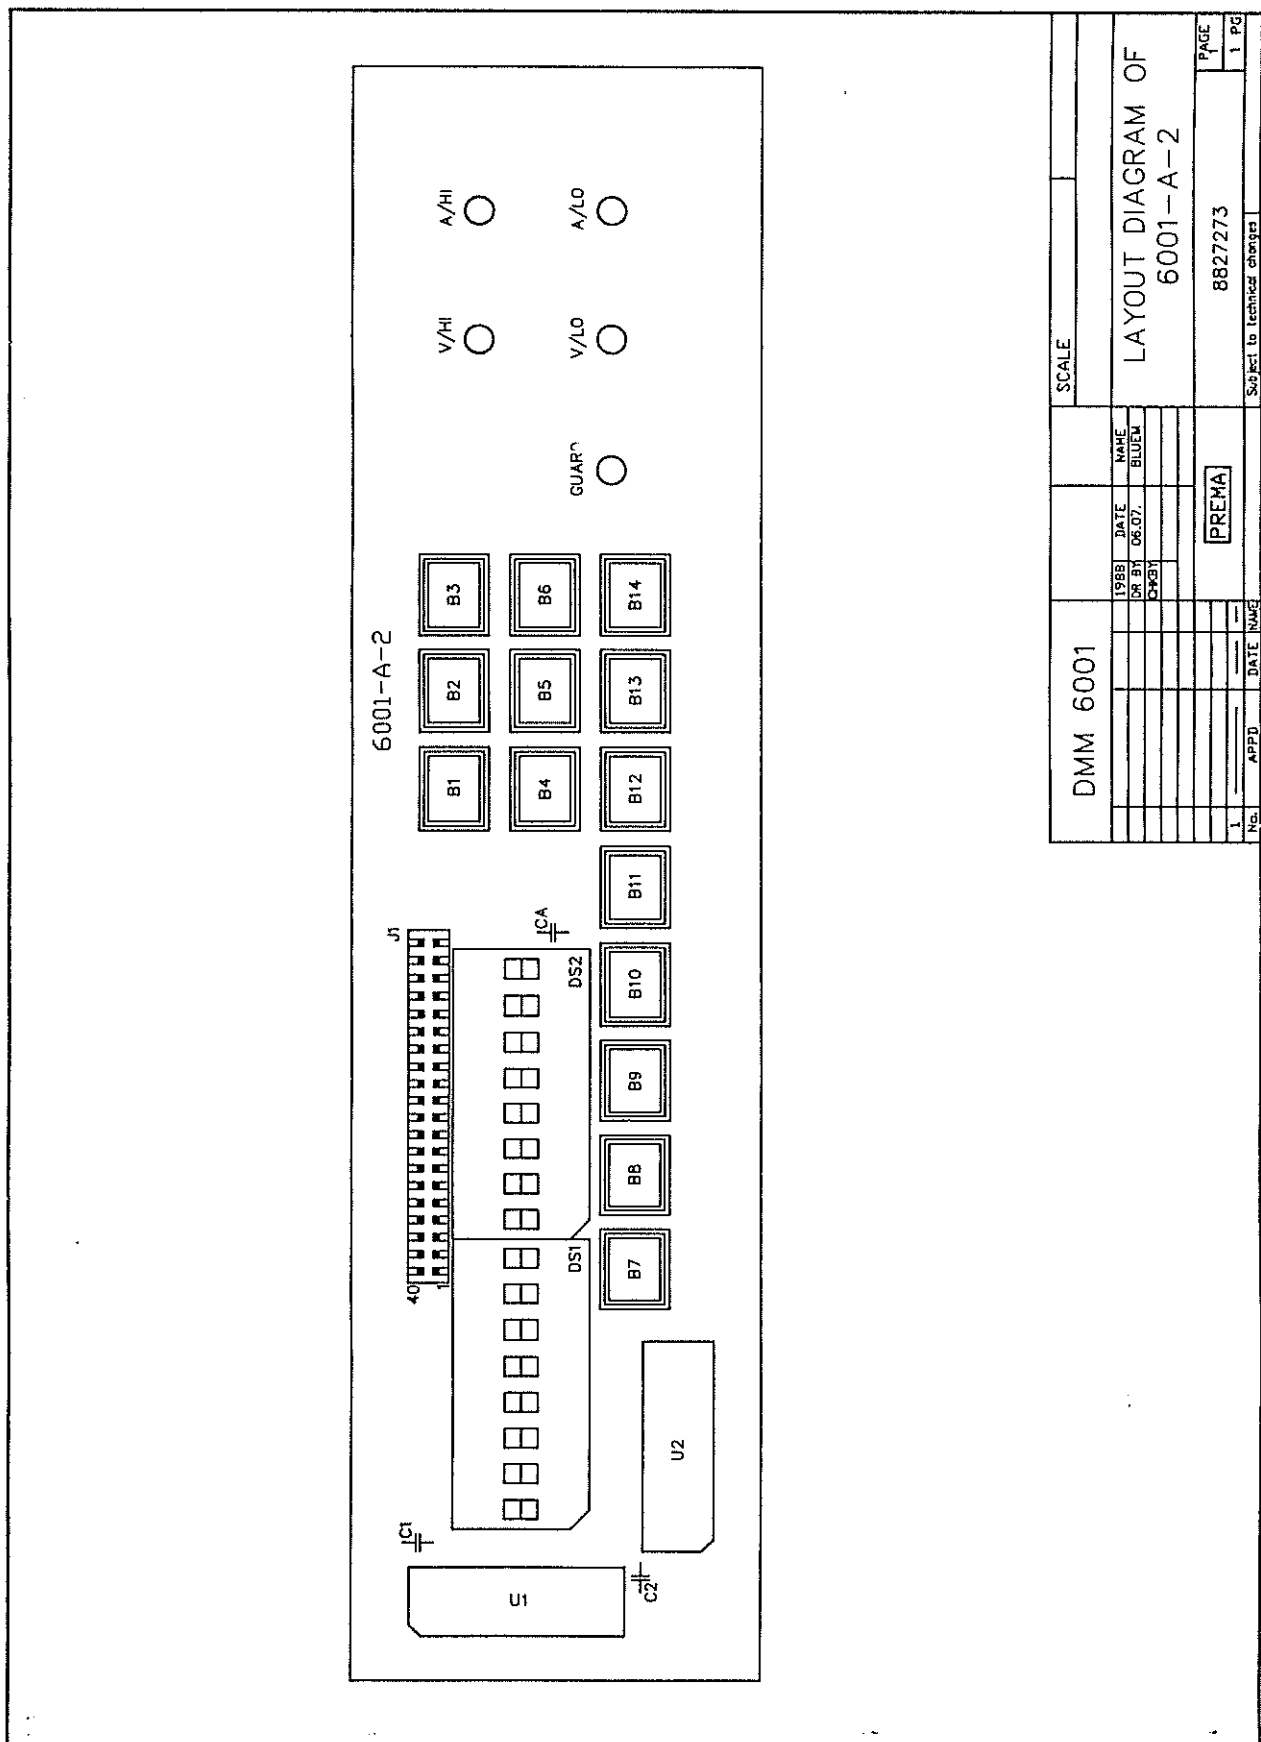 6001-A-2
J1
40
1
C1
CA
A/HI
V/HI
A/LO
V/LO
B1
B2
B3
B4
B5
B6
DS1
DS2
U1
C2
U2
B7
B8
B9
B10
B11
B12
B13
B14
DMM 6001
SCALE
1988 DATE NAME
DR BY 06.07. BLUEM
CHKBY
LAYOUT DIAGRAM OF
6001-A-2
PREMA
8827273
PAGE
1
1 PG
1
No. APPD DATE NAME
Subject to technical changes